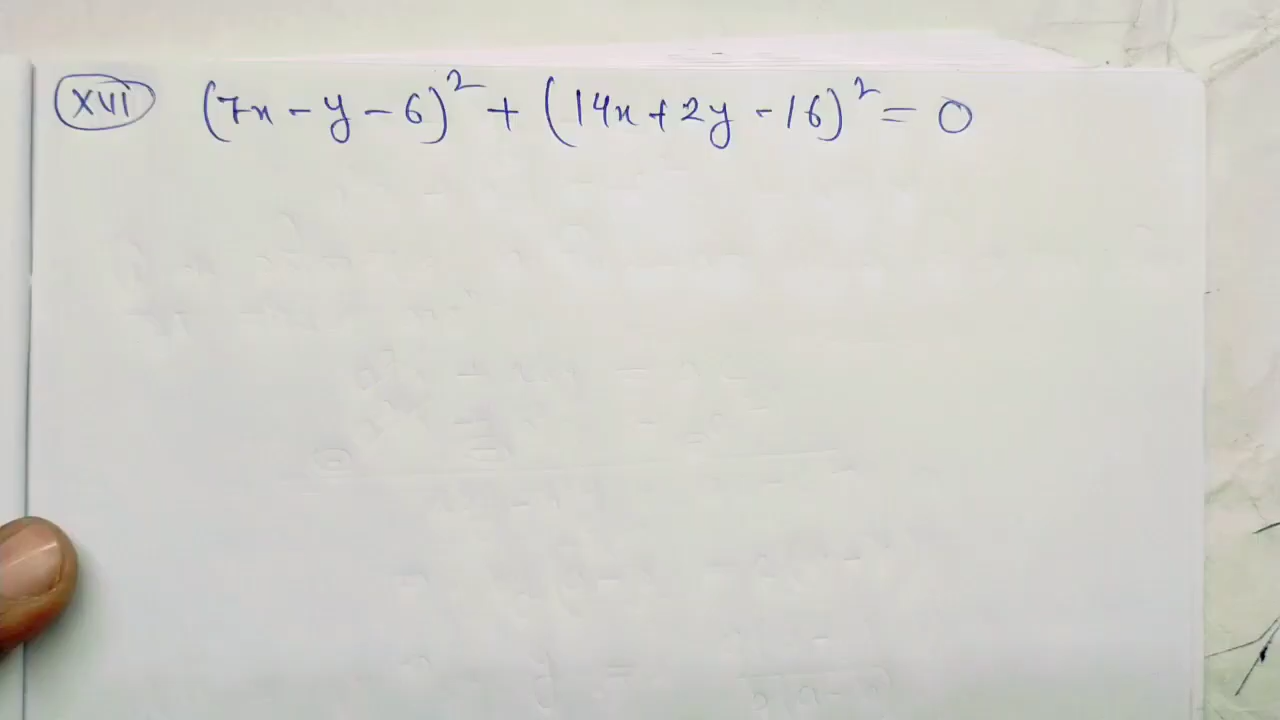 XVI (7x - y - 6)² + (14x + 2y - 16)² = 0